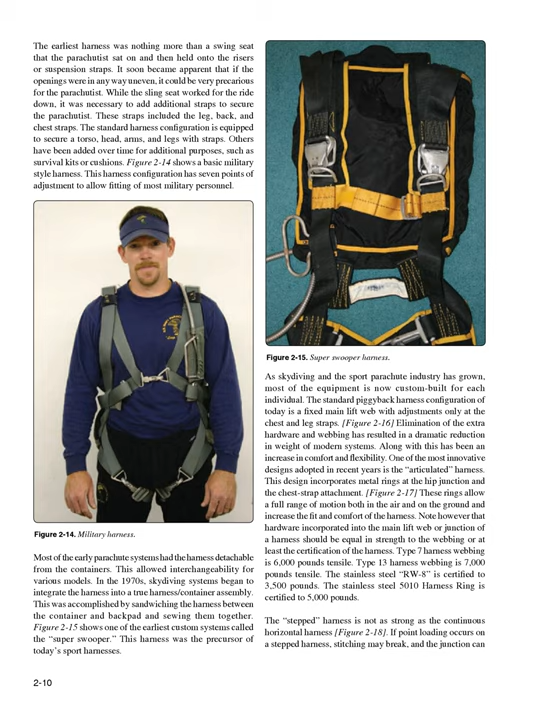 The earliest harness was nothing more than a swing seat
that the parachutist sat on and then held onto the risers
or suspension straps. It soon became apparent that if the
openings were in any way uneven, it could be very precarious
for the parachutist. While the sling seat worked for the ride
down, it was necessary to add additional straps to secure
the parachutist. These straps included the leg, back, and
chest straps. The standard harness configuration is equipped
to secure a torso, head, arms, and legs with straps. Others
have been added over time for additional purposes, such as
survival kits or cushions. Figure 2-14 shows a basic military
style harness. This harness configuration has seven points of
adjustment to allow fitting of most military personnel.
Figure 2-14. Military harness.
Most of the early parachute systems had the harness detachable
from the containers. This allowed interchangeability for
various models. In the 1970s, skydiving systems began to
integrate the harness into a true harness/container assembly.
This was accomplished by sandwiching the harness between
the container and backpad and sewing them together.
Figure 2-15 shows one of the earliest custom systems called
the “super swooper.” This harness was the precursor of
today’s sport harnesses.
Figure 2-15. Super swooper harness.
As skydiving and the sport parachute industry has grown,
most of the equipment is now custom-built for each
individual. The standard piggyback harness configuration of
today is a fixed main lift web with adjustments only at the
chest and leg straps. [Figure 2-16] Elimination of the extra
hardware and webbing has resulted in a dramatic reduction
in weight of modern systems. Along with this has been an
increase in comfort and flexibility. One of the most innovative
designs adopted in recent years is the “articulated” harness.
This design incorporates metal rings at the hip junction and
the chest-strap attachment. [Figure 2-17] These rings allow
a full range of motion both in the air and on the ground and
increase the fit and comfort of the harness. Note however that
hardware incorporated into the main lift web or junction of
a harness should be equal in strength to the webbing or at
least the certification of the harness. Type 7 harness webbing
is 6,000 pounds tensile. Type 13 harness webbing is 7,000
pounds tensile. The stainless steel “RW-8” is certified to
3,500 pounds. The stainless steel 5010 Harness Ring is
certified to 5,000 pounds.
The “stepped” harness is not as strong as the continuous
horizontal harness [Figure 2-18]. If point loading occurs on
a stepped harness, stitching may break, and the junction can
2-10